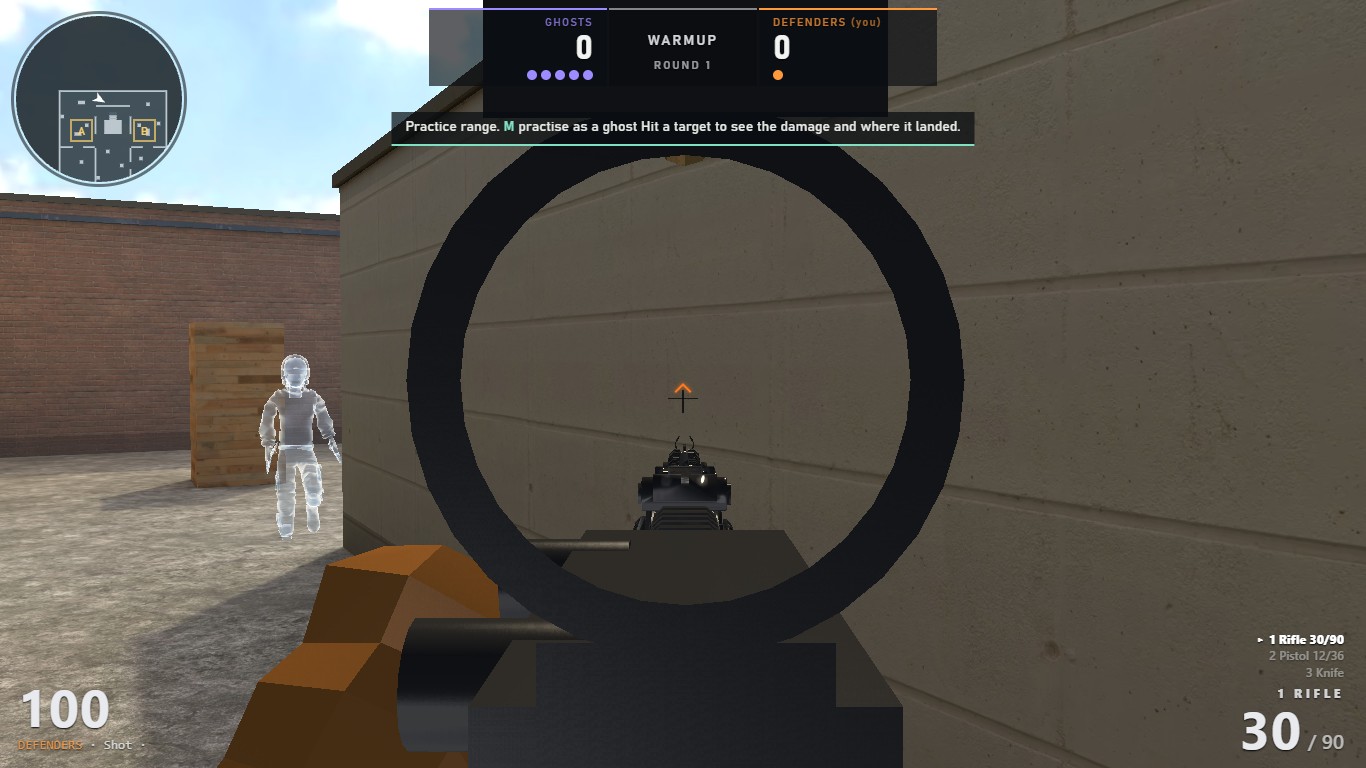 GHOSTS
0
WARMUP
ROUND 1
DEFENDERS (you)
0
Practice range. M practise as a ghost Hit a target to see the damage and where it landed.
A
B
▸ 1 Rifle 30/90
2 Pistol 12/36
3 Knife
1 RIFLE
30 / 90
100
DEFENDERS · Shot ·